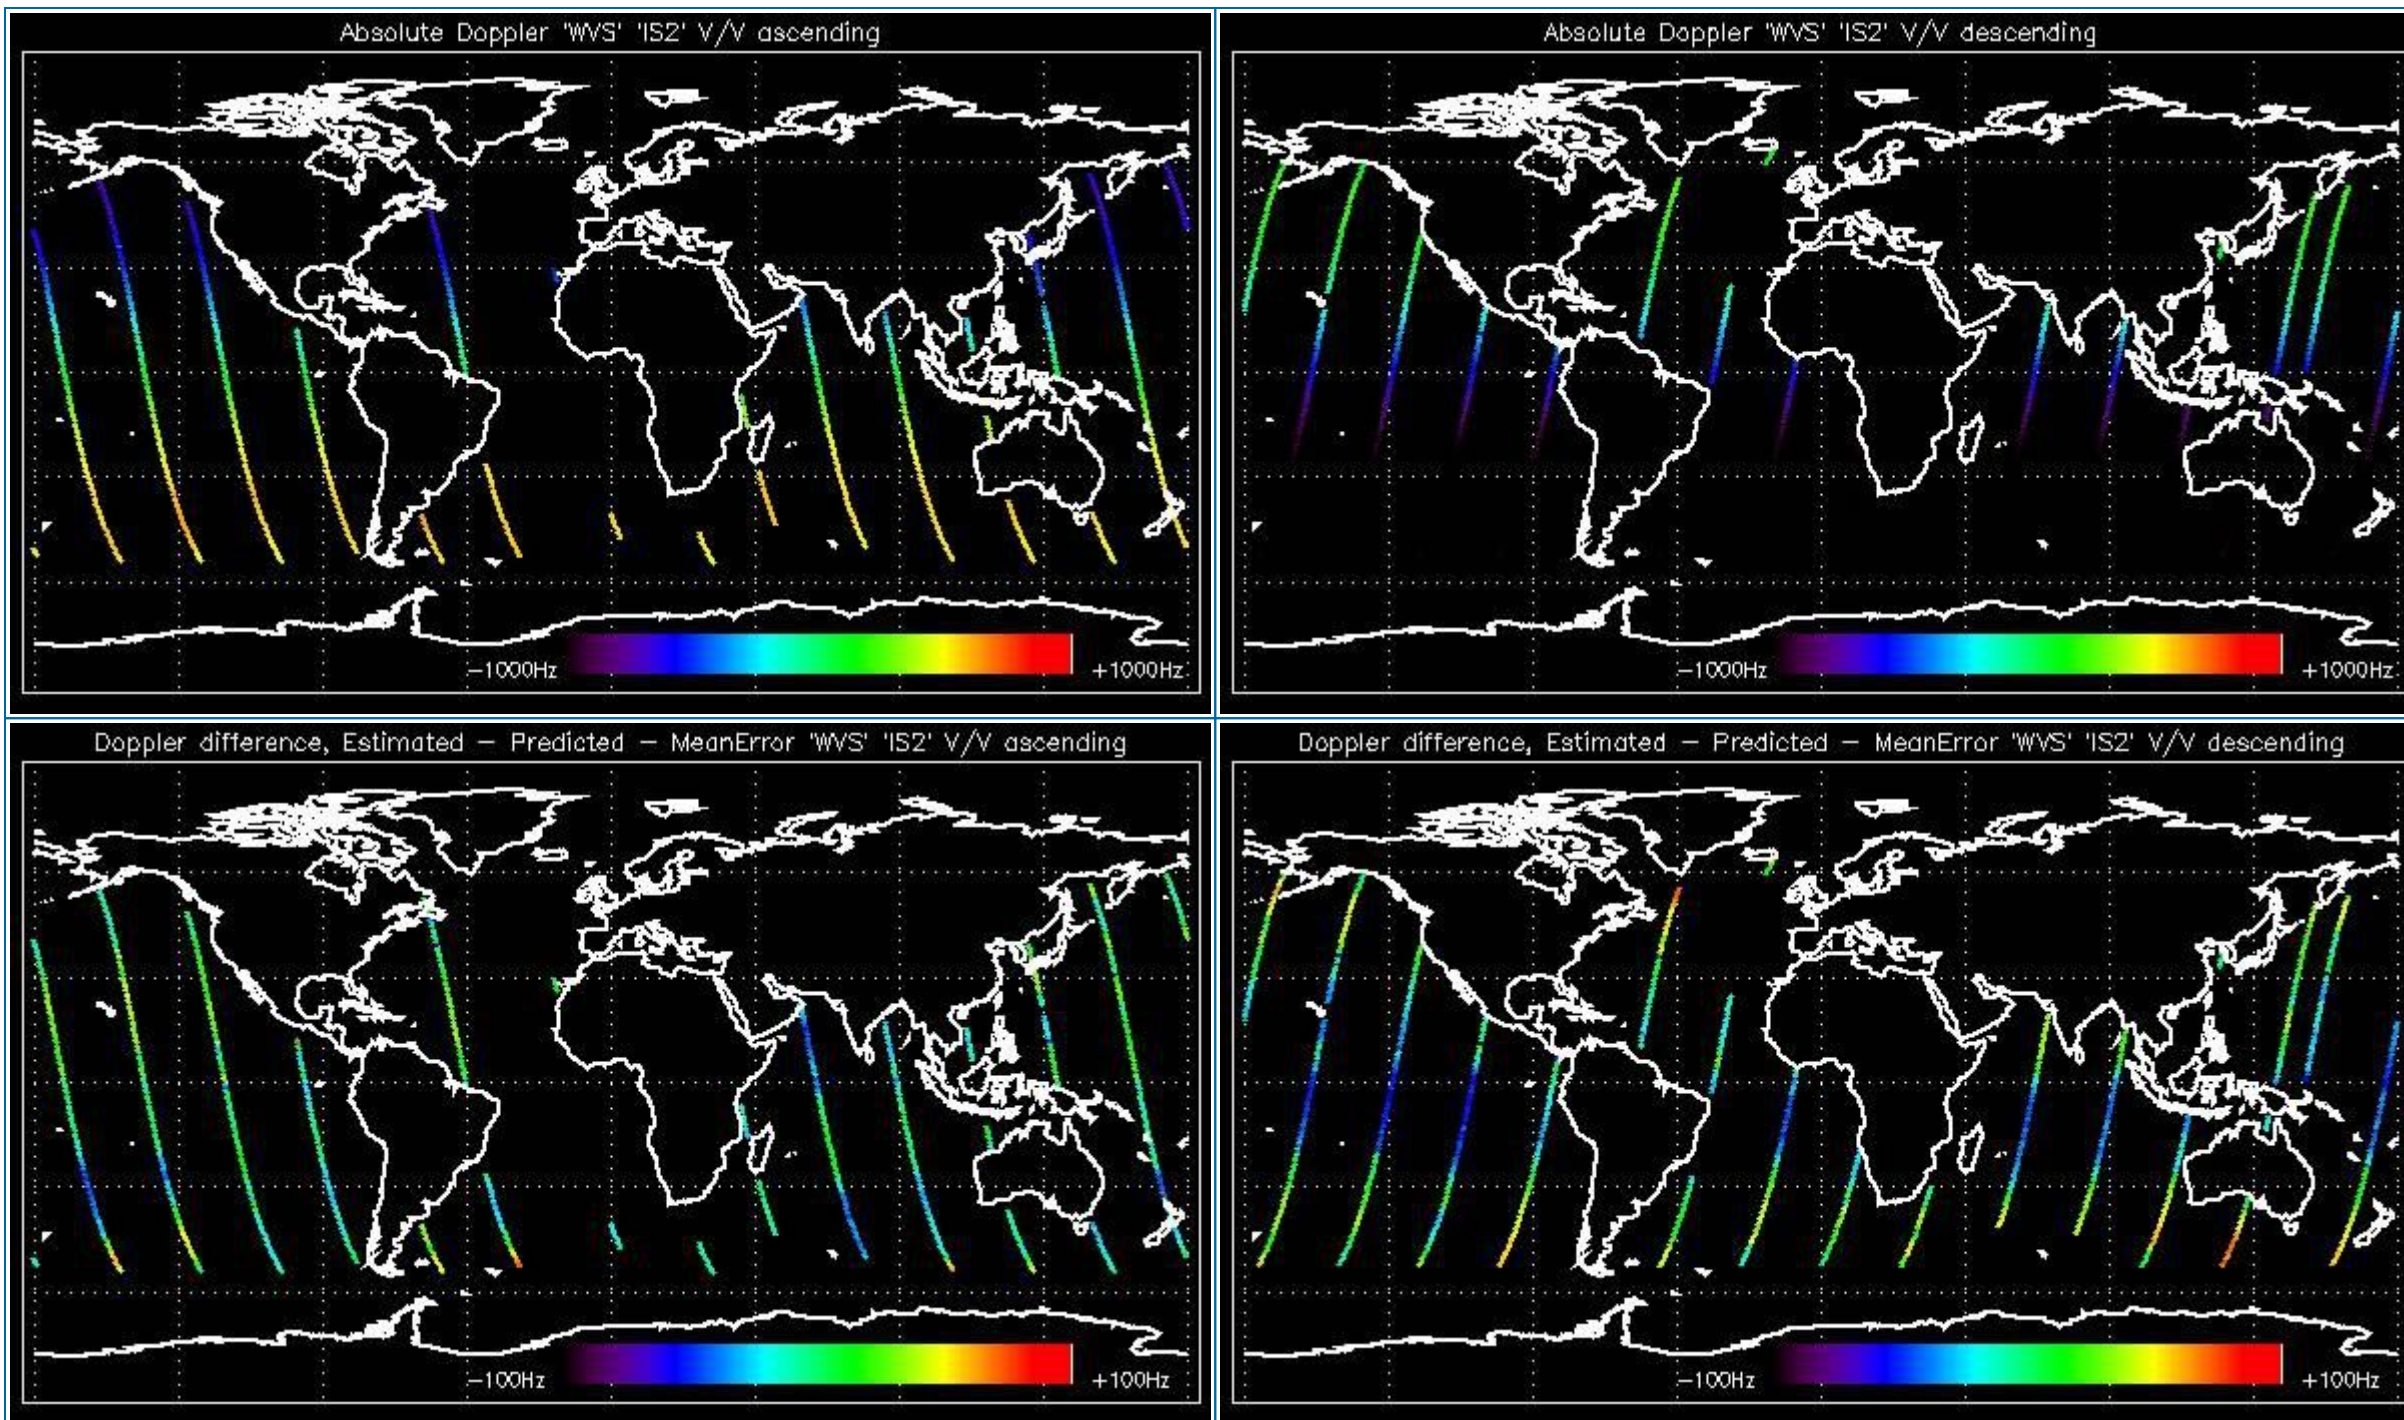 Absolute Doppler 'WVS' 'IS2' V/V ascending
-1000Hz
+1000Hz
Absolute Doppler 'WVS' 'IS2' V/V descending
-1000Hz
+1000Hz
Doppler difference, Estimated - Predicted - MeanError 'WVS' 'IS2' V/V ascending
-100Hz
+100Hz
Doppler difference, Estimated - Predicted - MeanError 'WVS' 'IS2' V/V descending
-100Hz
+100Hz